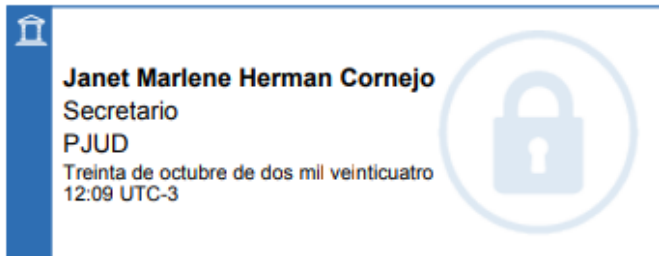 Janet Marlene Herman Cornejo
Secretario
PJUD
Treinta de octubre de dos mil veinticuatro
12:09 UTC-3